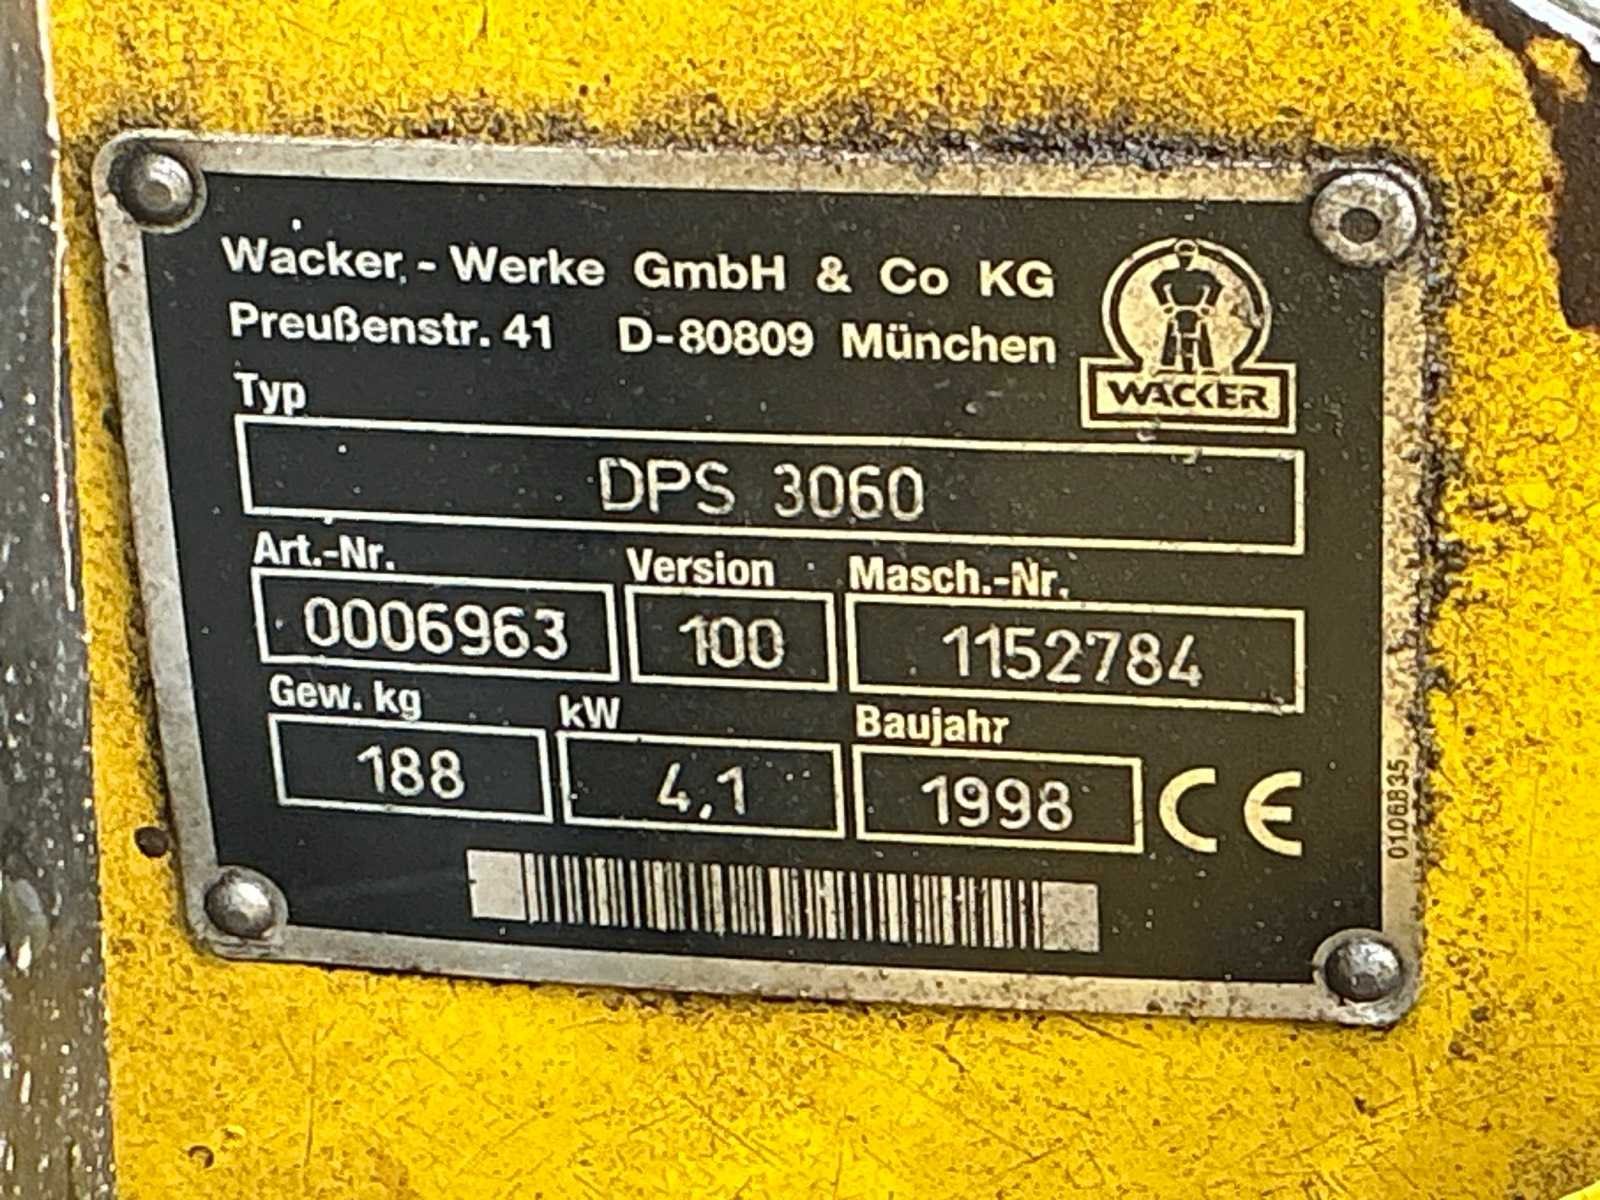 Wacker - Werke GmbH & Co KG
Preußenstr. 41 D-80809 München
WACKER
Typ
DPS 3060
Art.-Nr. Version Masch.-Nr.
0006963 100 1152784
Gew. kg kW Baujahr
188 4,1 1998 CE